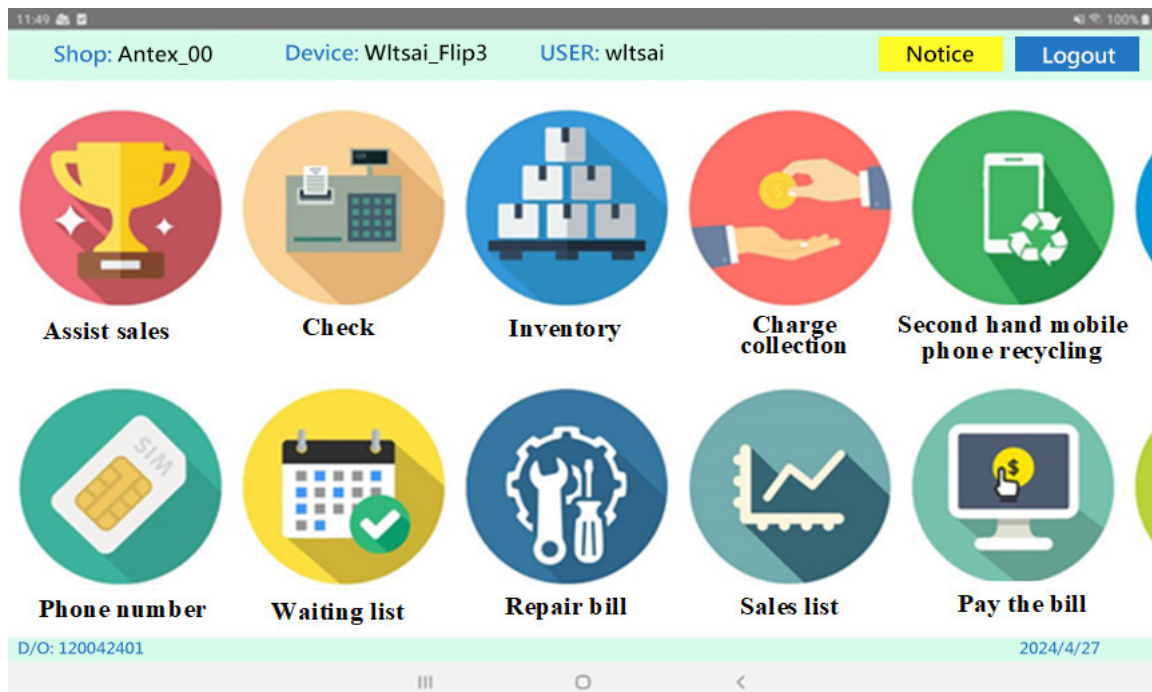 11:49
100%
Shop: Antex_00 Device: Wltsai_Flip3 USER: wltsai Notice Logout
Assist sales
Check
Inventory
Charge
collection
Second hand mobile
phone recycling
SIM
$
Phone number
Waiting list
Repair bill
Sales list
Pay the bill
D/O: 120042401
2024/4/27